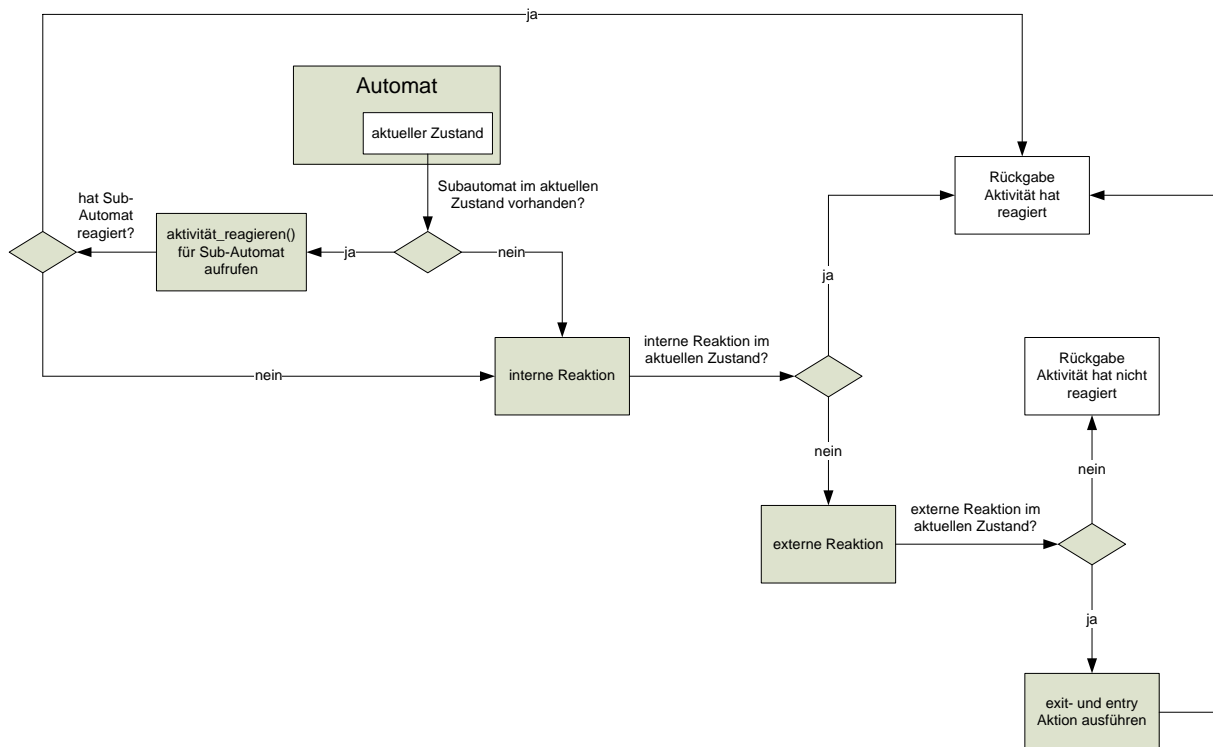 ja
Automat
aktueller Zustand
Subautomat im aktuellen
Zustand vorhanden?
hat Sub-
Automat
reagiert?
aktivität_reagieren()
für Sub-Automat
aufrufen
ja
nein
Rückgabe
Aktivität hat
reagiert
ja
interne Reaktion im
aktuellen Zustand?
interne Reaktion
nein
Rückgabe
Aktivität hat nicht
reagiert
nein
nein
externe Reaktion im
aktuellen Zustand?
externe Reaktion
ja
exit- und entry
Aktion ausführen